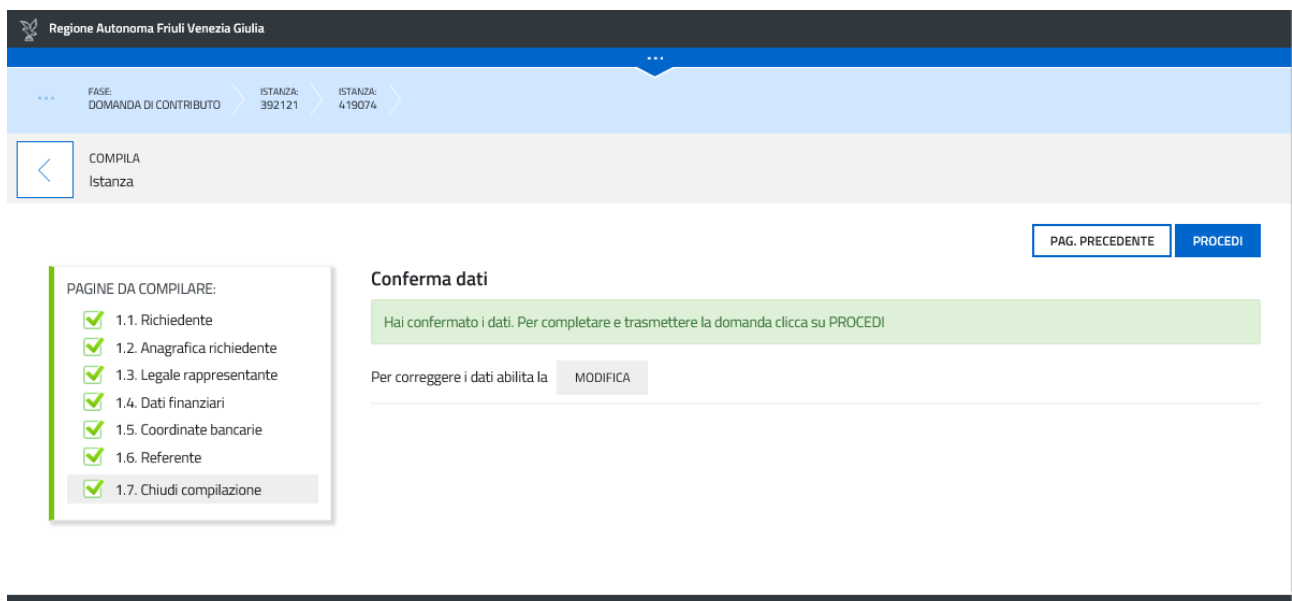 Regione Autonoma Friuli Venezia Giulia
...
...
FASE:
DOMANDA DI CONTRIBUTO
ISTANZA:
392121
ISTANZA:
419074
COMPILA
Istanza
PAG. PRECEDENTE
PROCEDI
PAGINE DA COMPILARE:
1.1. Richiedente
1.2. Anagrafica richiedente
1.3. Legale rappresentante
1.4. Dati finanziari
1.5. Coordinate bancarie
1.6. Referente
1.7. Chiudi compilazione
Conferma dati
Hai confermato i dati. Per completare e trasmettere la domanda clicca su PROCEDI
Per correggere i dati abilita la MODIFICA